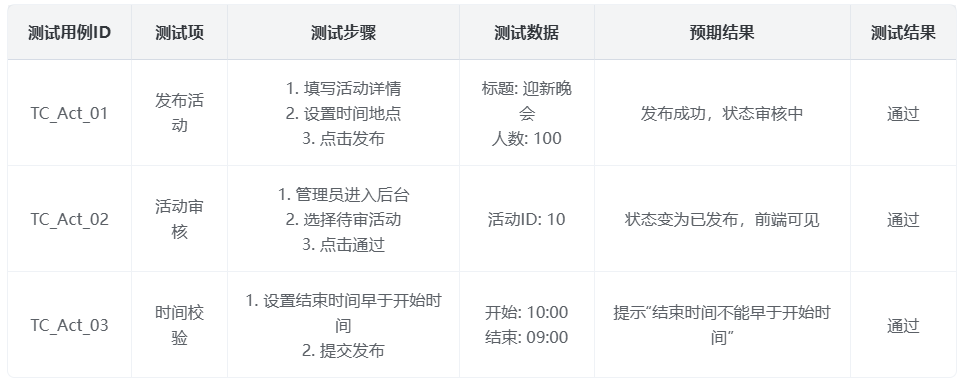 测试用例ID 测试项 测试步骤 测试数据 预期结果 测试结果
TC_Act_01
发布活
动
1. 填写活动详情
2. 设置时间地点
3. 点击发布
标题: 迎新晚
会
人数: 100
发布成功，状态审核中
通过
TC_Act_02
活动审
核
1. 管理员进入后台
2. 选择待审活动
3. 点击通过
活动ID: 10
状态变为已发布，前端可见
通过
TC_Act_03
时间校
验
1. 设置结束时间早于开始时
间
2. 提交发布
开始: 10:00
结束: 09:00
提示“结束时间不能早于开始时
间”
通过